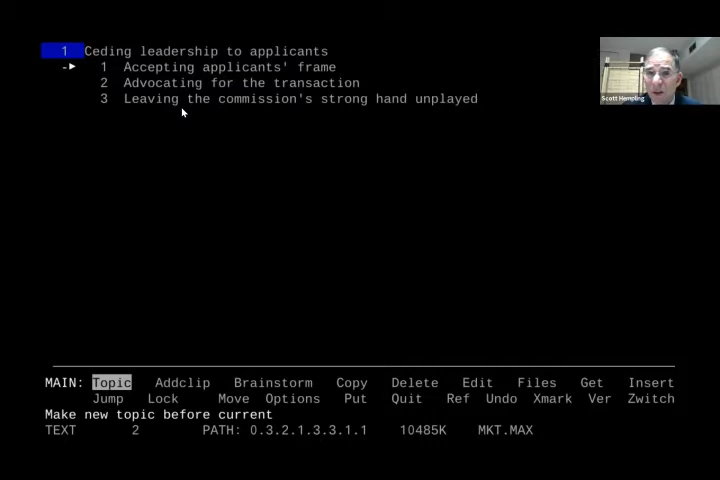 1 Ceding leadership to applicants
1 Accepting applicants' frame
2 Advocating for the transaction
3 Leaving the commission's strong hand unplayed
Scott Hempling
MAIN: Topic Addclip Brainstorm Copy Delete Edit Files Get Insert
Jump Lock Move Options Put Quit Ref Undo Xmark Ver Zwitch
Make new topic before current
TEXT 2 PATH: 0.3.2.1.3.3.1.1 10485K MKT.MAX